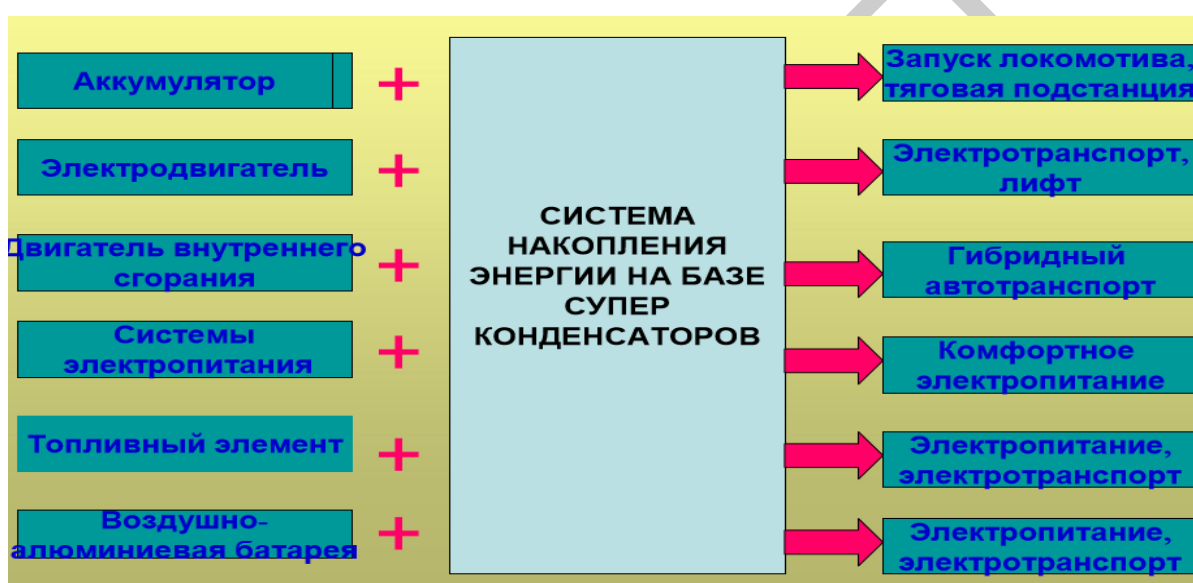 Аккумулятор
+
Запуск локомотива,
тяговая подстанция
Электродвигатель
+
Электротранспорт,
лифт
Двигатель внутреннего
сгорания
+
СИСТЕМА
НАКОПЛЕНИЯ
ЭНЕРГИИ НА БАЗЕ
СУПЕР
КОНДЕНСАТОРОВ
Гибридный
автотранспорт
Системы
электропитания
+
Комфортное
электропитание
Топливный элемент
+
Электропитание,
электротранспорт
Воздушно-
алюминиевая батарея
+
Электропитание,
электротранспорт